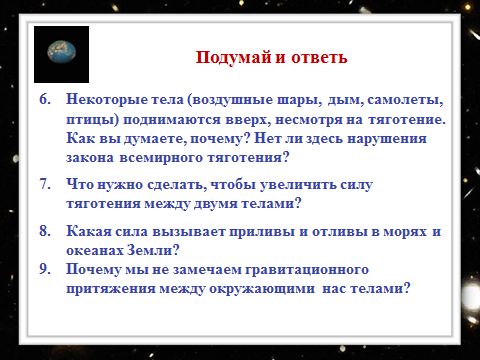 Подумай и ответь
6. Некоторые тела (воздушные шары, дым, самолеты,
птицы) поднимаются вверх, несмотря на тяготение.
Как вы думаете, почему? Нет ли здесь нарушения
закона всемирного тяготения?
7. Что нужно сделать, чтобы увеличить силу
тяготения между двумя телами?
8. Какая сила вызывает приливы и отливы в морях и
океанах Земли?
9. Почему мы не замечаем гравитационного
притяжения между окружающими нас телами?